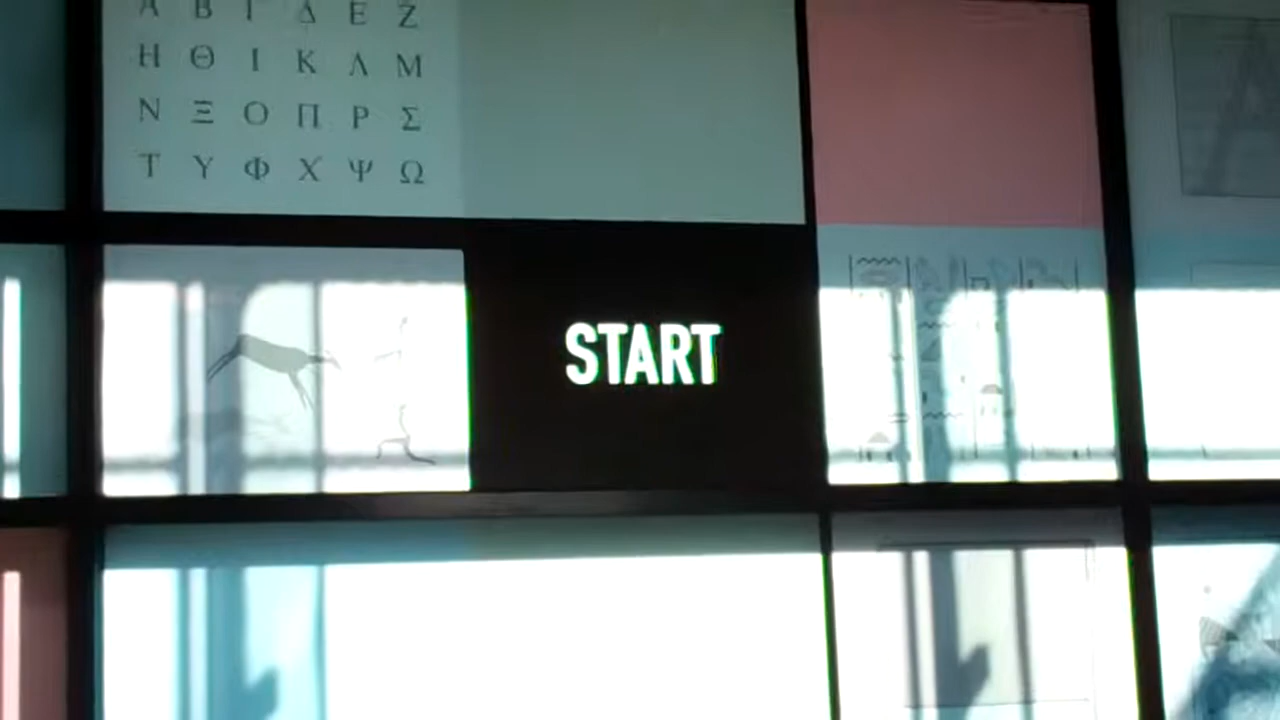 Α Β Γ Δ Ε Ζ
Η Θ Ι Κ Λ Μ
Ν Ξ Ο Π Ρ Σ
Τ Υ Φ Χ Ψ Ω
START